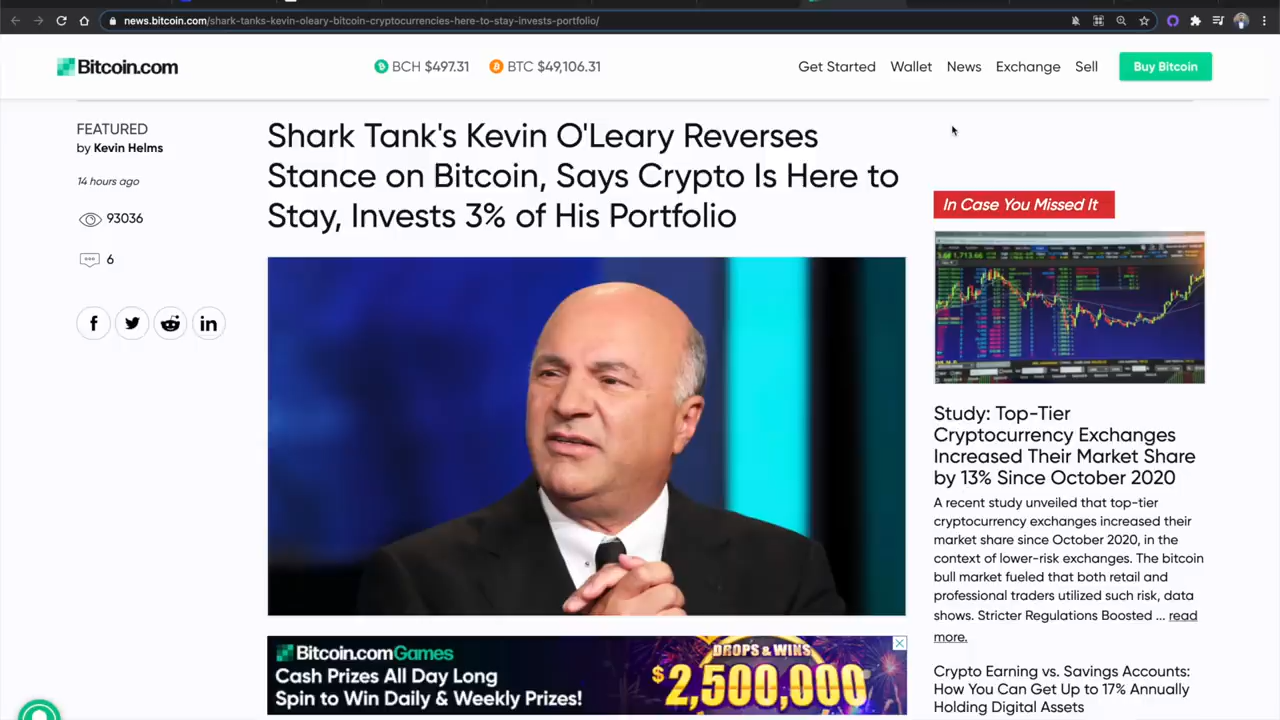 news.bitcoin.com/shark-tanks-kevin-oleary-bitcoin-cryptocurrencies-here-to-stay-invests-portfolio/
Bitcoin.com
BCH $497.31
BTC $49,106.31
Get Started
Wallet
News
Exchange
Sell
Buy Bitcoin
FEATURED
by Kevin Helms
14 hours ago
93036
6
Shark Tank's Kevin O'Leary Reverses
Stance on Bitcoin, Says Crypto Is Here to
Stay, Invests 3% of His Portfolio
Bitcoin.comGames
Cash Prizes All Day Long
Spin to Win Daily & Weekly Prizes!
DROPS & WINS
$2,500,000
In Case You Missed It
Study: Top-Tier
Cryptocurrency Exchanges
Increased Their Market Share
by 13% Since October 2020
A recent study unveiled that top-tier
cryptocurrency exchanges increased their
market share since October 2020, in the
context of lower-risk exchanges. The bitcoin
bull market fueled that both retail and
professional traders utilized such risk, data
shows. Stricter Regulations Boosted ... read
more.
Crypto Earning vs. Savings Accounts:
How You Can Get Up to 17% Annually
Holding Digital Assets